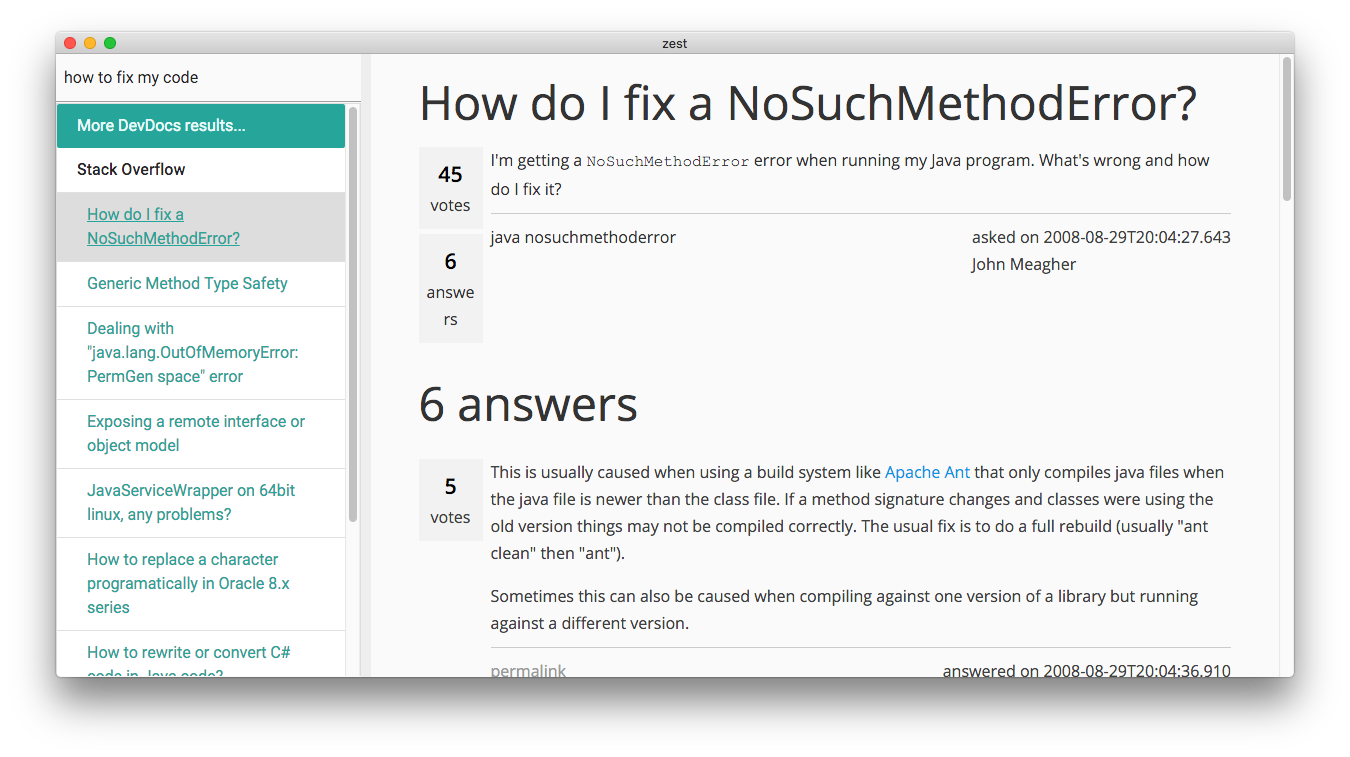 zest
how to fix my code
More DevDocs results...
Stack Overflow
How do I fix a
NoSuchMethodError?
Generic Method Type Safety
Dealing with
"java.lang.OutOfMemoryError:
PermGen space" error
Exposing a remote interface or
object model
JavaServiceWrapper on 64bit
linux, any problems?
How to replace a character
programatically in Oracle 8.x
series
How to rewrite or convert C#
code in Java code?
How do I fix a NoSuchMethodError?
45
votes
I'm getting a NoSuchMethodError error when running my Java program. What's wrong and how
do I fix it?
6
answe
rs
java nosuchmethoderror
asked on 2008-08-29T20:04:27.643
John Meagher
6 answers
5
votes
This is usually caused when using a build system like Apache Ant that only compiles java files when
the java file is newer than the class file. If a method signature changes and classes were using the
old version things may not be compiled correctly. The usual fix is to do a full rebuild (usually "ant
clean" then "ant").
Sometimes this can also be caused when compiling against one version of a library but running
against a different version.
permalink
answered on 2008-08-29T20:04:36.910